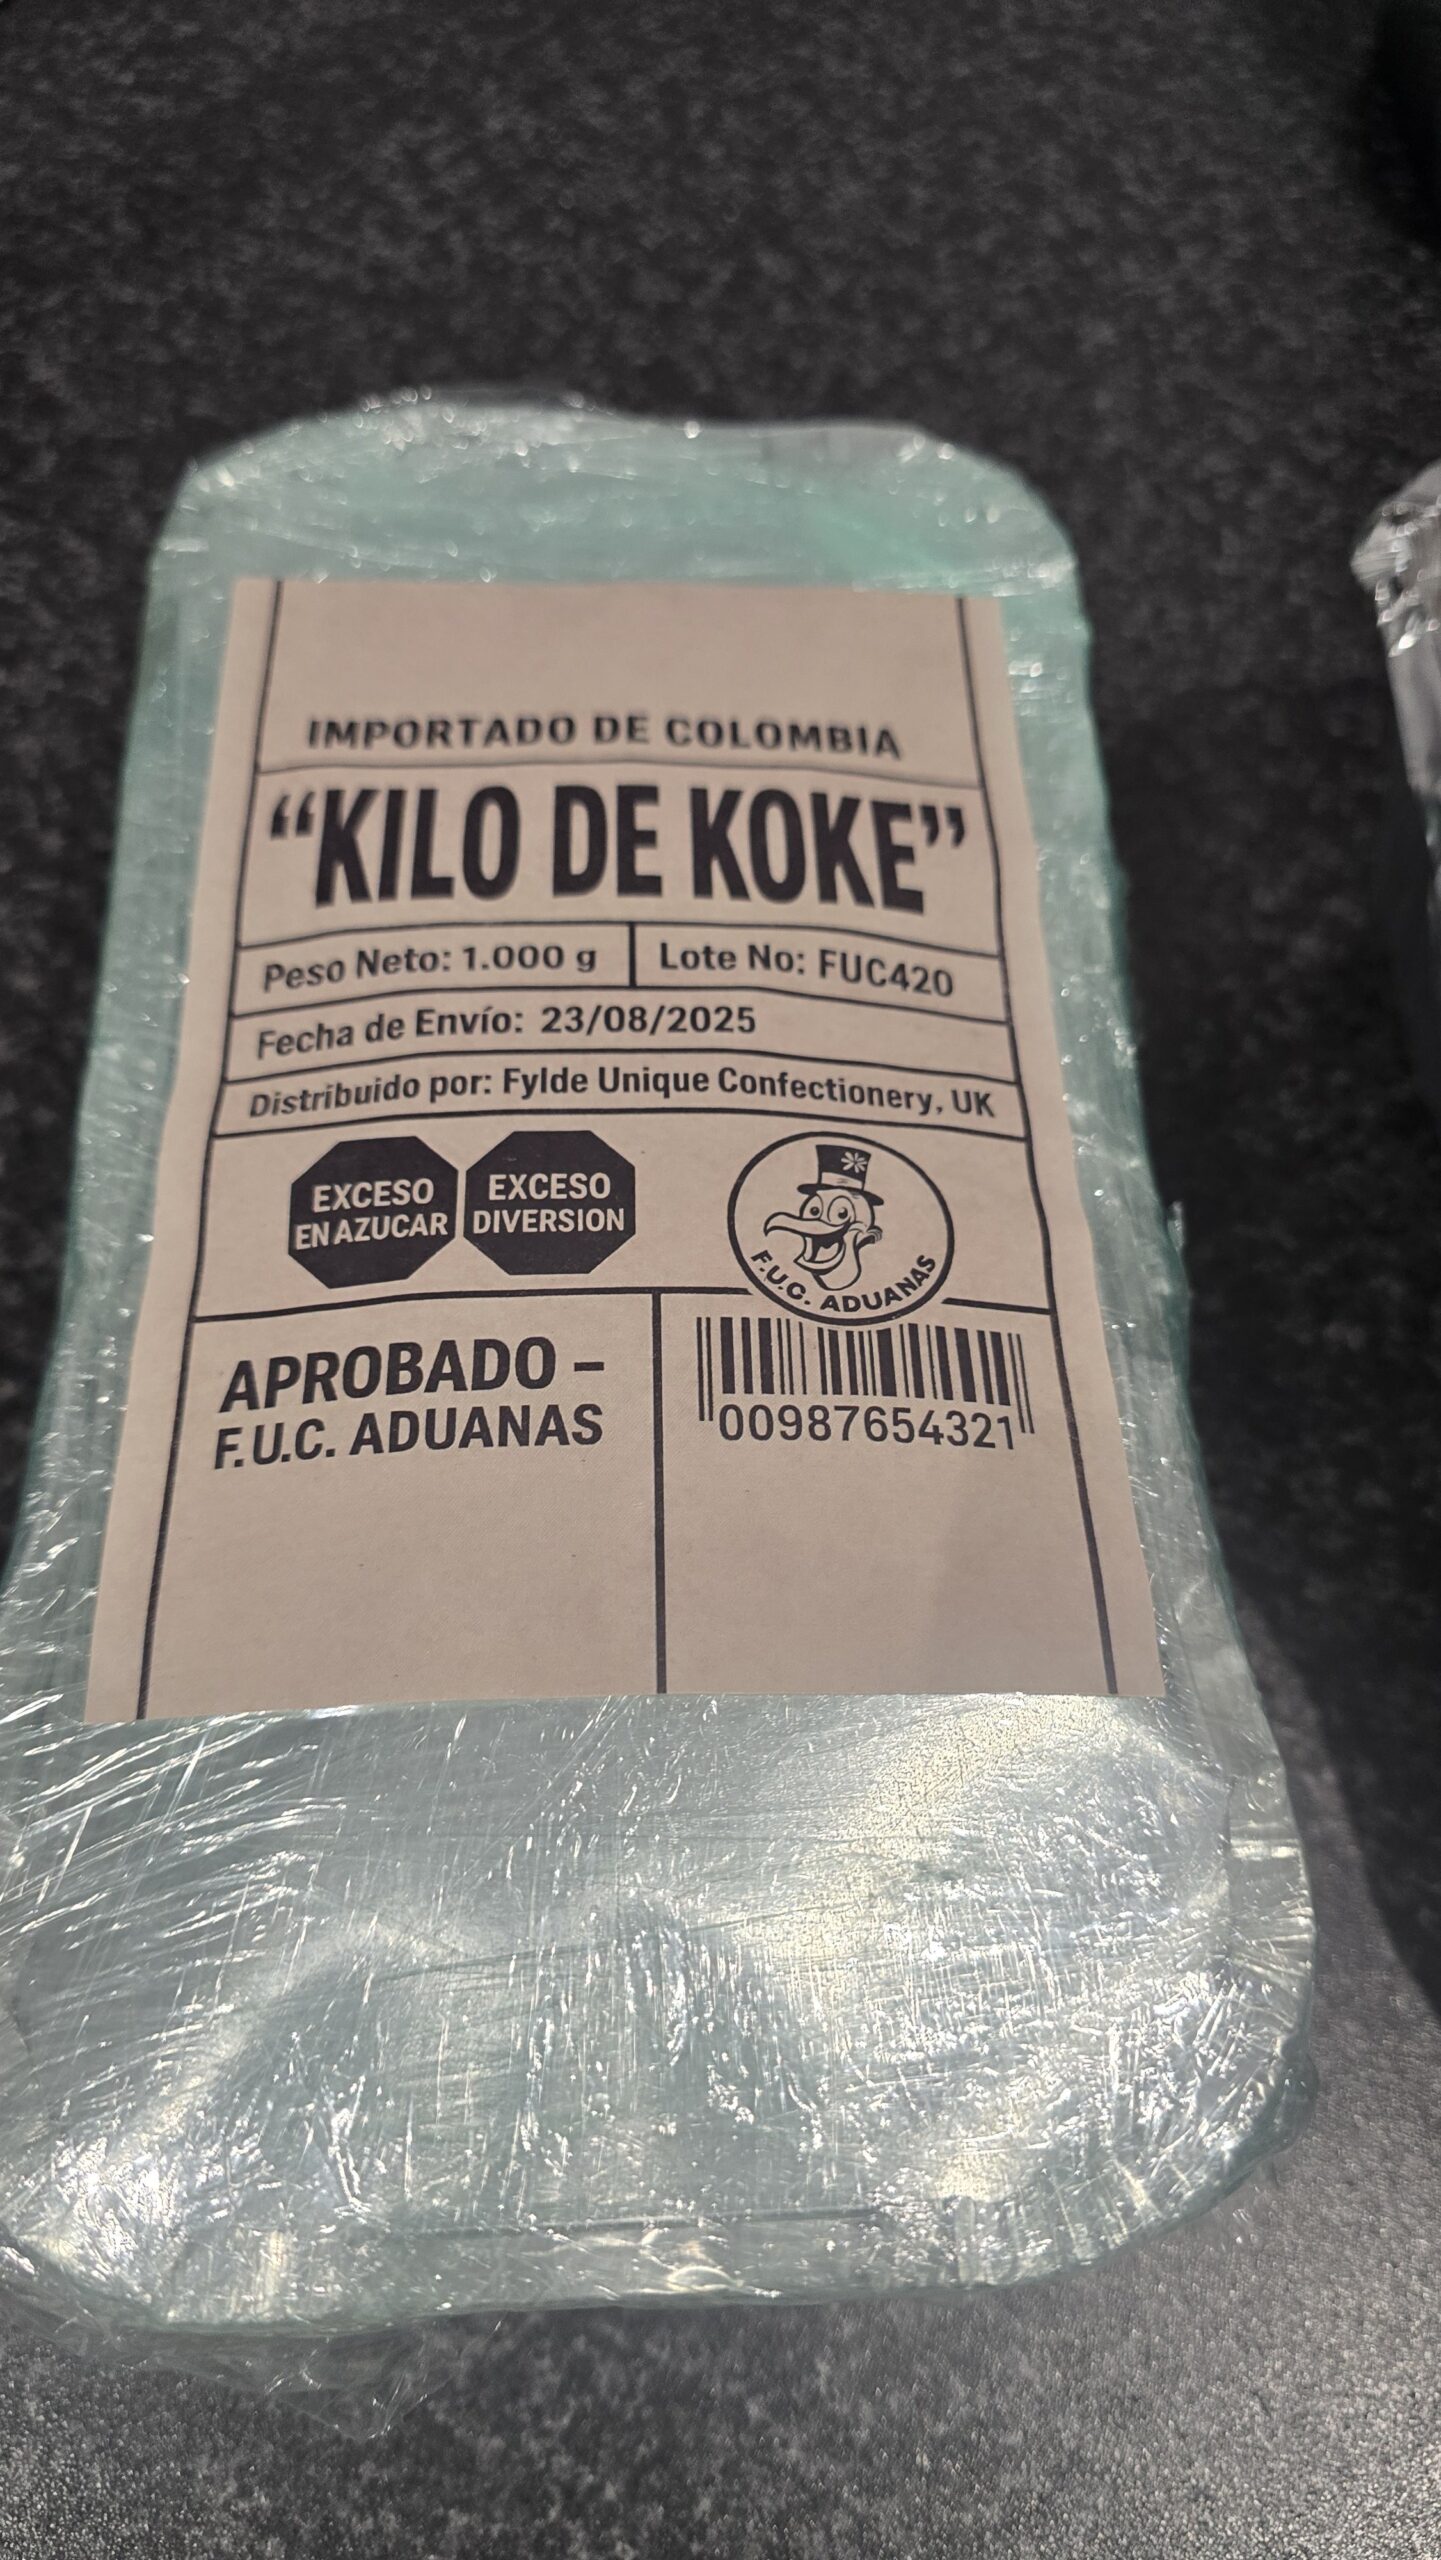 IMPORTADO DE COLOMBIA
“KILO DE KOKE”
Peso Neto: 1.000 g
Lote No: FUC420
Fecha de Envío: 23/08/2025
Distribuido por: Fylde Unique Confectionery, UK
EXCESO
EN AZUCAR
EXCESO
DIVERSION
F.U.C. ADUANAS
APROBADO –
F.U.C. ADUANAS
00987654321